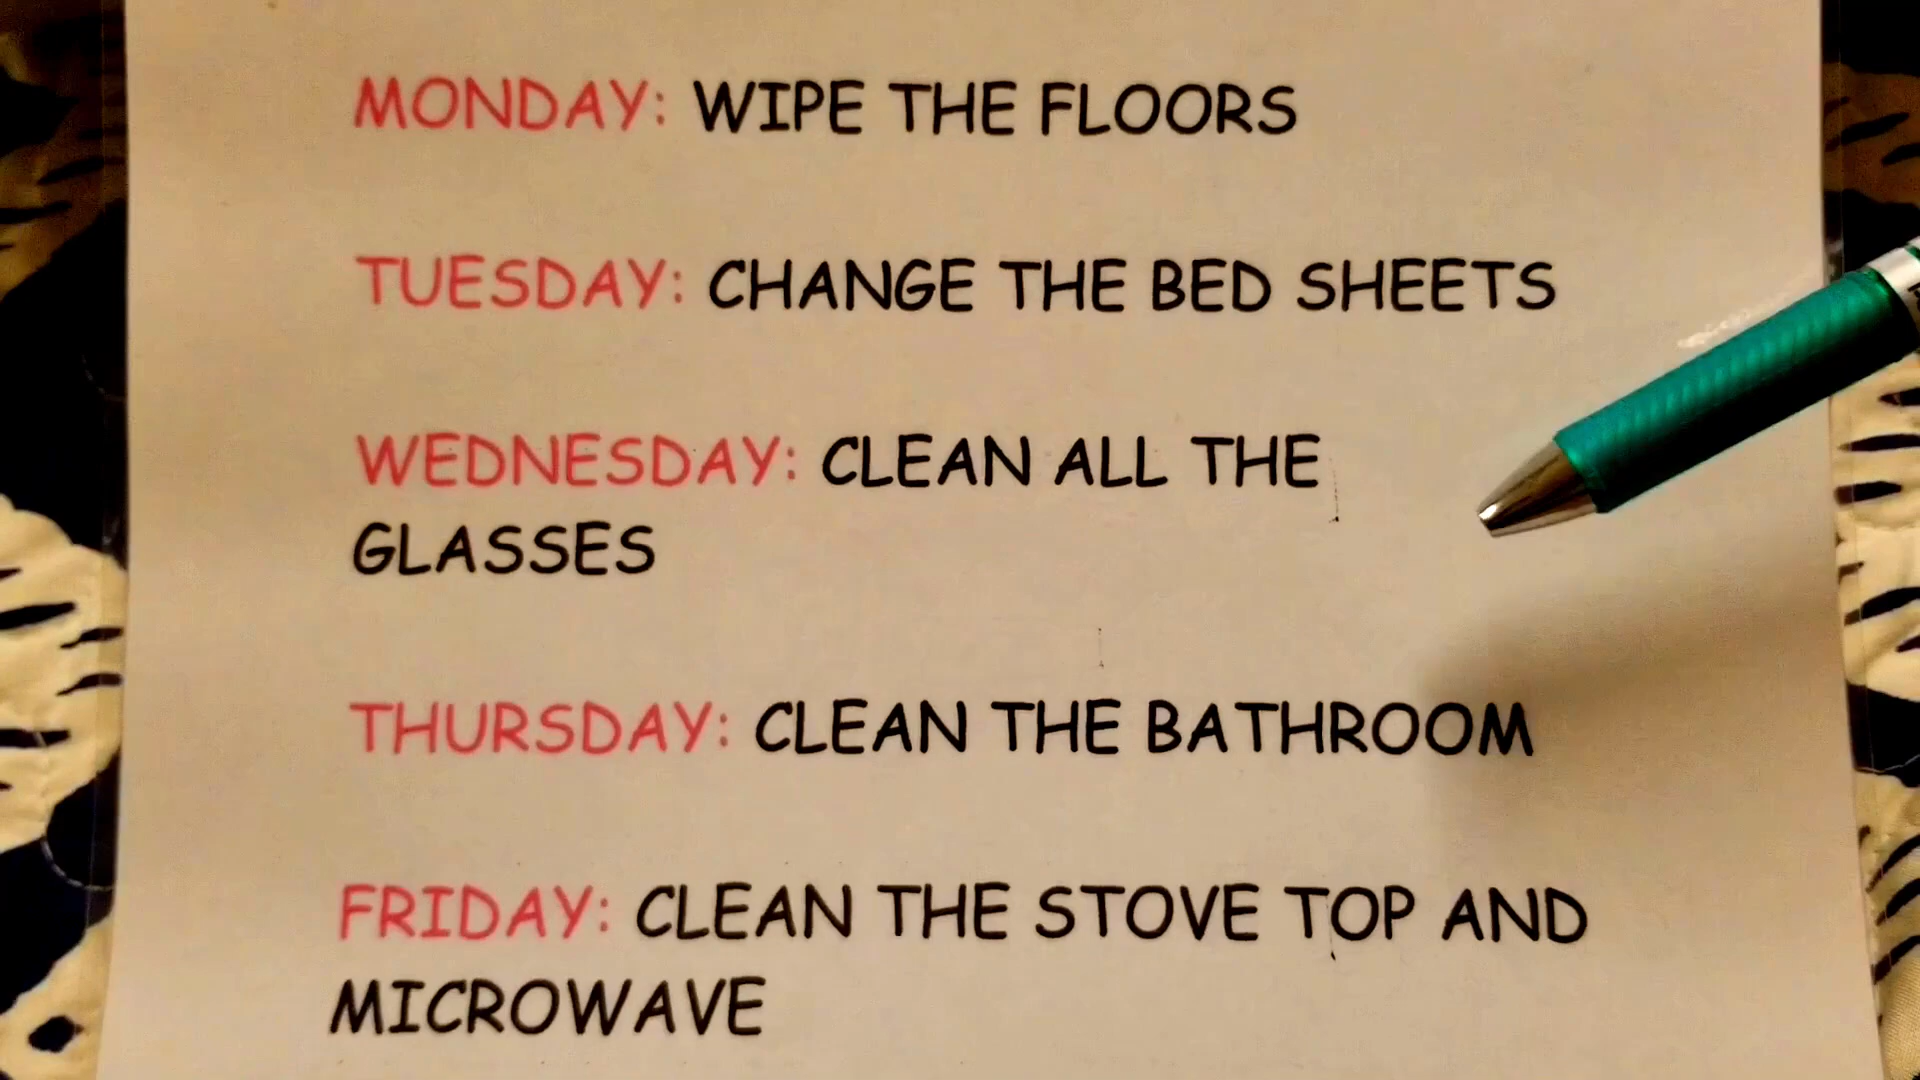 MONDAY: WIPE THE FLOORS
TUESDAY: CHANGE THE BED SHEETS
WEDNESDAY: CLEAN ALL THE
GLASSES
THURSDAY: CLEAN THE BATHROOM
FRIDAY: CLEAN THE STOVE TOP AND
MICROWAVE